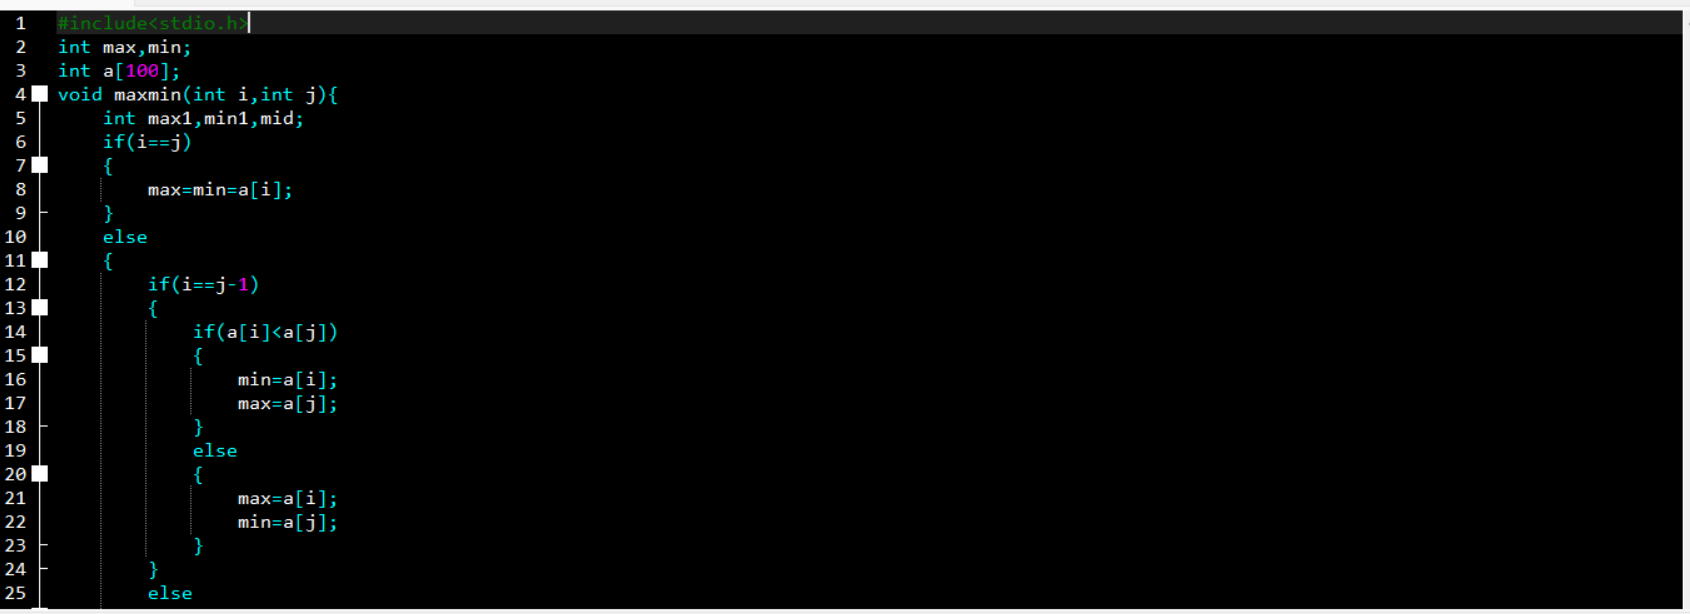 1 #include<stdio.h>
2 int max,min;
3 int a[100];
4 void maxmin(int i,int j){
5     int max1,min1,mid;
6     if(i==j)
7     {
8         max=min=a[i];
9     }
10     else
11     {
12         if(i==j-1)
13         {
14             if(a[i]<a[j])
15             {
16                 min=a[i];
17                 max=a[j];
18             }
19             else
20             {
21                 max=a[i];
22                 min=a[j];
23             }
24         }
25         else